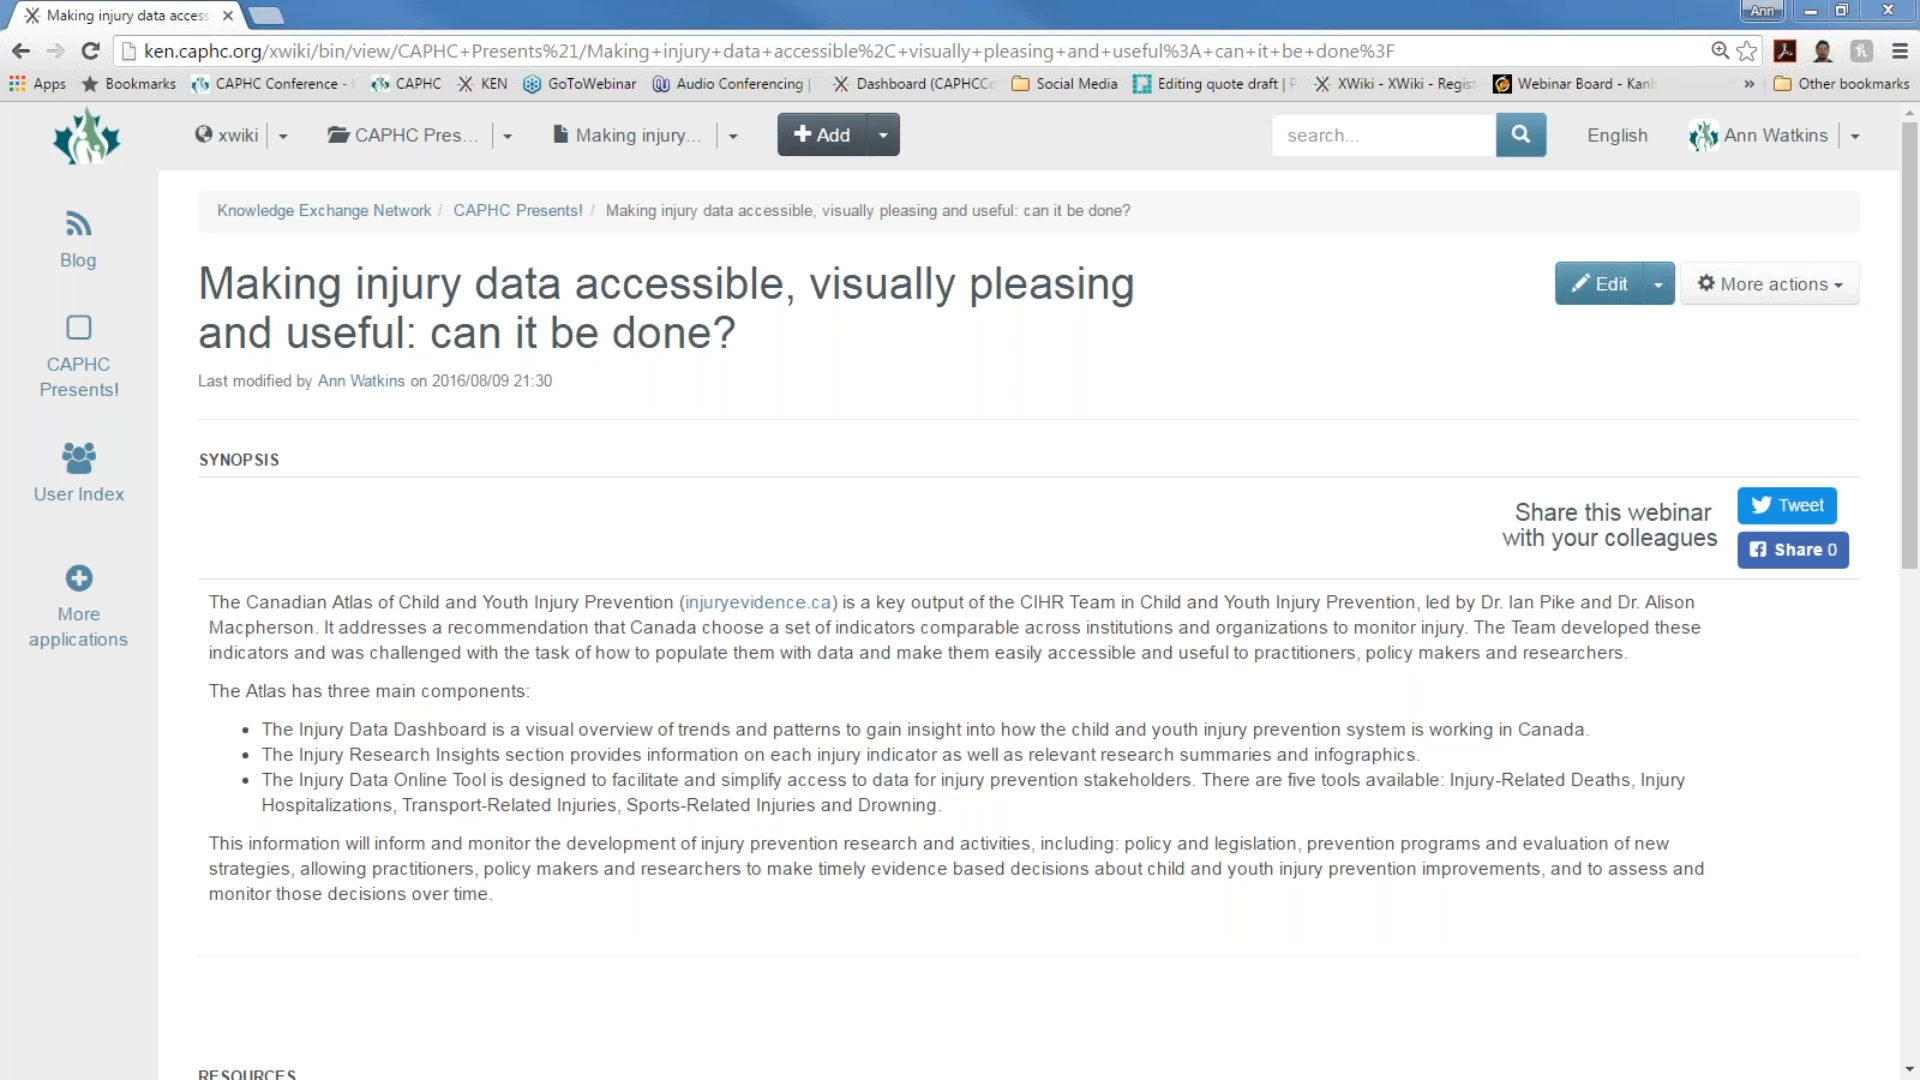 Making injury data access
Ann
ken.caphc.org/xwiki/bin/view/CAPHC+Presents%21/Making+injury+data+accessible%2C+visually+pleasing+and+useful%3A+can+it+be+done%3F
Apps Bookmarks CAPHC Conference - CAPHC KEN GoToWebinar Audio Conferencing | Dashboard (CAPHCCo Social Media Editing quote draft | P XWiki - XWiki - Regist Webinar Board - Kanb » Other bookmarks
xwiki CAPHC Pres... Making injury... Add search... English Ann Watkins
Knowledge Exchange Network / CAPHC Presents! / Making injury data accessible, visually pleasing and useful: can it be done?
Blog
CAPHC
Presents!
User Index
More
applications
Making injury data accessible, visually pleasing
and useful: can it be done?
Edit More actions
Last modified by Ann Watkins on 2016/08/09 21:30
SYNOPSIS
Share this webinar
with your colleagues
Tweet
Share 0
The Canadian Atlas of Child and Youth Injury Prevention (injuryevidence.ca) is a key output of the CIHR Team in Child and Youth Injury Prevention, led by Dr. Ian Pike and Dr. Alison
Macpherson. It addresses a recommendation that Canada choose a set of indicators comparable across institutions and organizations to monitor injury. The Team developed these
indicators and was challenged with the task of how to populate them with data and make them easily accessible and useful to practitioners, policy makers and researchers.
The Atlas has three main components:
• The Injury Data Dashboard is a visual overview of trends and patterns to gain insight into how the child and youth injury prevention system is working in Canada.
• The Injury Research Insights section provides information on each injury indicator as well as relevant research summaries and infographics.
• The Injury Data Online Tool is designed to facilitate and simplify access to data for injury prevention stakeholders. There are five tools available: Injury-Related Deaths, Injury
Hospitalizations, Transport-Related Injuries, Sports-Related Injuries and Drowning.
This information will inform and monitor the development of injury prevention research and activities, including: policy and legislation, prevention programs and evaluation of new
strategies, allowing practitioners, policy makers and researchers to make timely evidence based decisions about child and youth injury prevention improvements, and to assess and
monitor those decisions over time.
RESOURCES